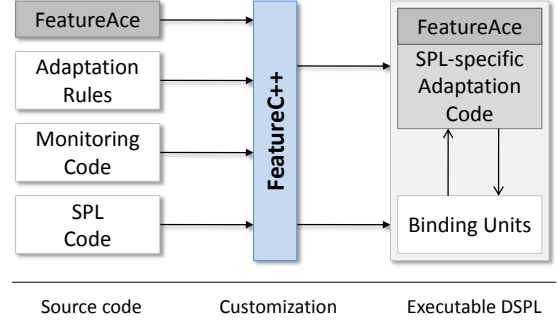 FeatureAce
Adaptation
Rules
Monitoring
Code
SPL
Code
FeatureC++
FeatureAce
SPL-specific
Adaptation
Code
Binding Units
Source code
Customization
Executable DSPL